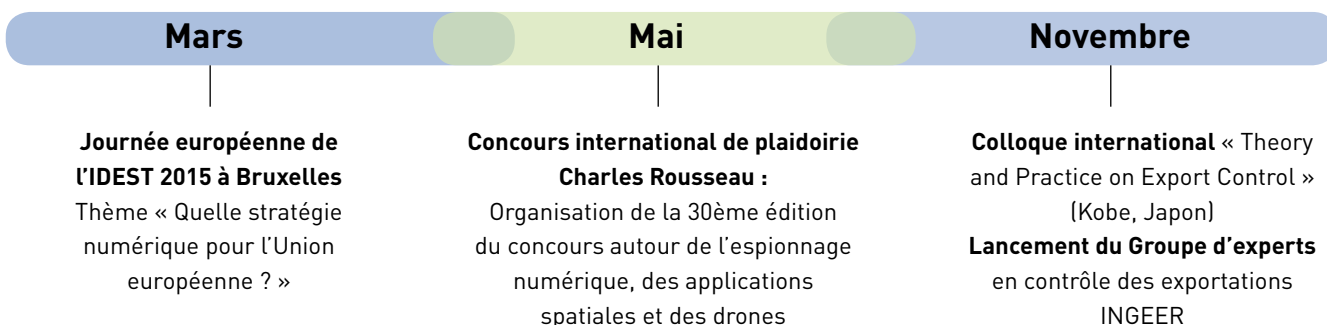 Mars
Journée européenne de
l'IDEST 2015 à Bruxelles
Thème « Quelle stratégie
numérique pour l'Union
européenne ? »
Mai
Concours international de plaidoirie
Charles Rousseau :
Organisation de la 30ème édition
du concours autour de l'espionnage
numérique, des applications
spatiales et des drones
Novembre
Colloque international « Theory
and Practice on Export Control »
(Kobe, Japon)
Lancement du Groupe d'experts
en contrôle des exportations
INGEER